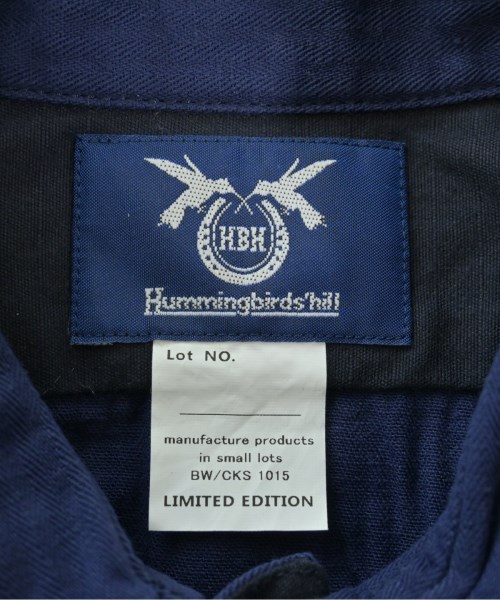 HBH
Hummingbirds'hill
Lot NO.
manufacture products
in small lots
BW/CKS 1015
LIMITED EDITION